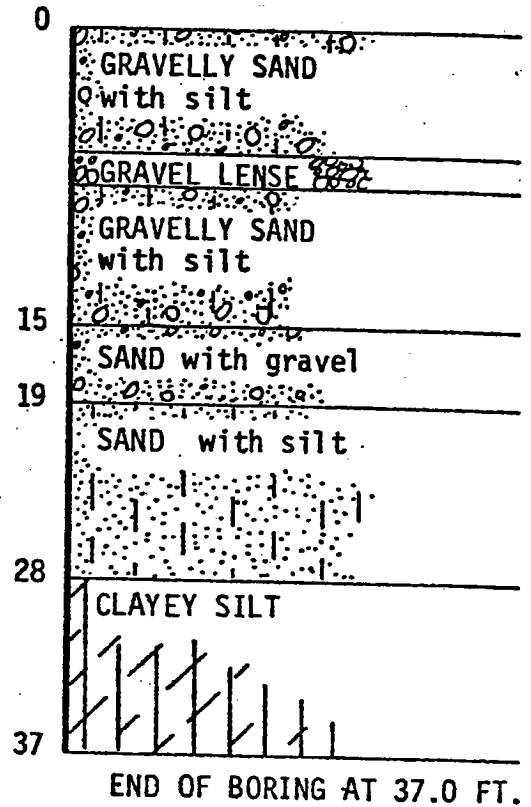 0
GRAVELLY SAND
with silt
GRAVEL LENSE
GRAVELLY SAND
with silt
15
SAND with gravel
19
SAND with silt
28
CLAYEY SILT
37
END OF BORING AT 37.0 FT.